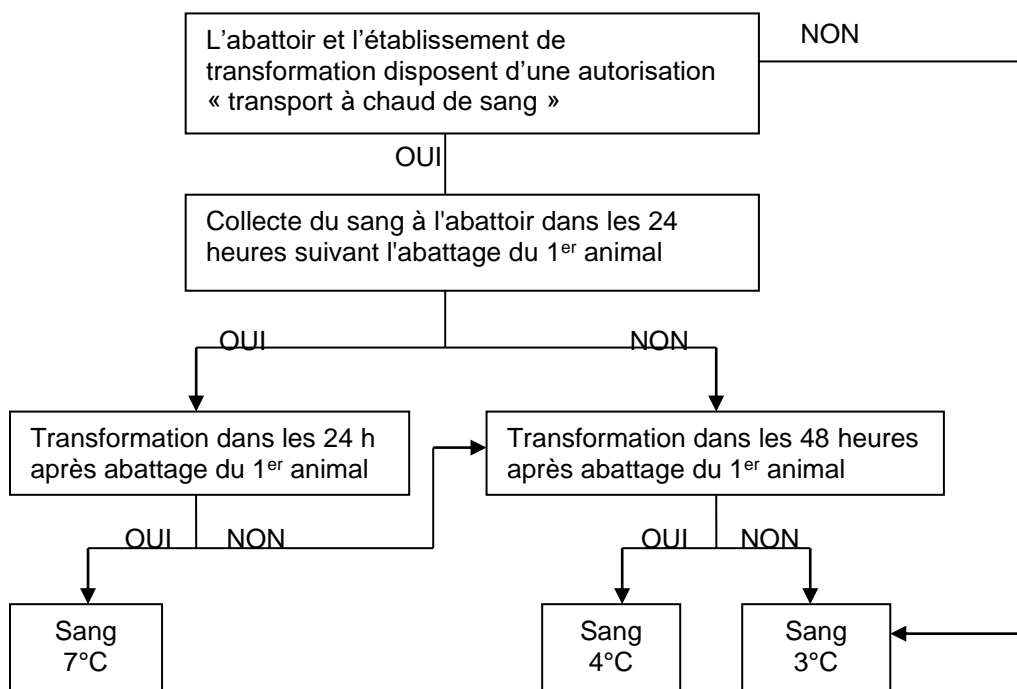 L'abattoir et l'établissement de
transformation disposent d'une autorisation
« transport à chaud de sang »
NON
OUI
Collecte du sang à l'abattoir dans les 24
heures suivant l'abattage du 1er animal
OUI
NON
Transformation dans les 24 h
après abattage du 1er animal
Transformation dans les 48 heures
après abattage du 1er animal
OUI
NON
OUI
NON
Sang
7°C
Sang
4°C
Sang
3°C